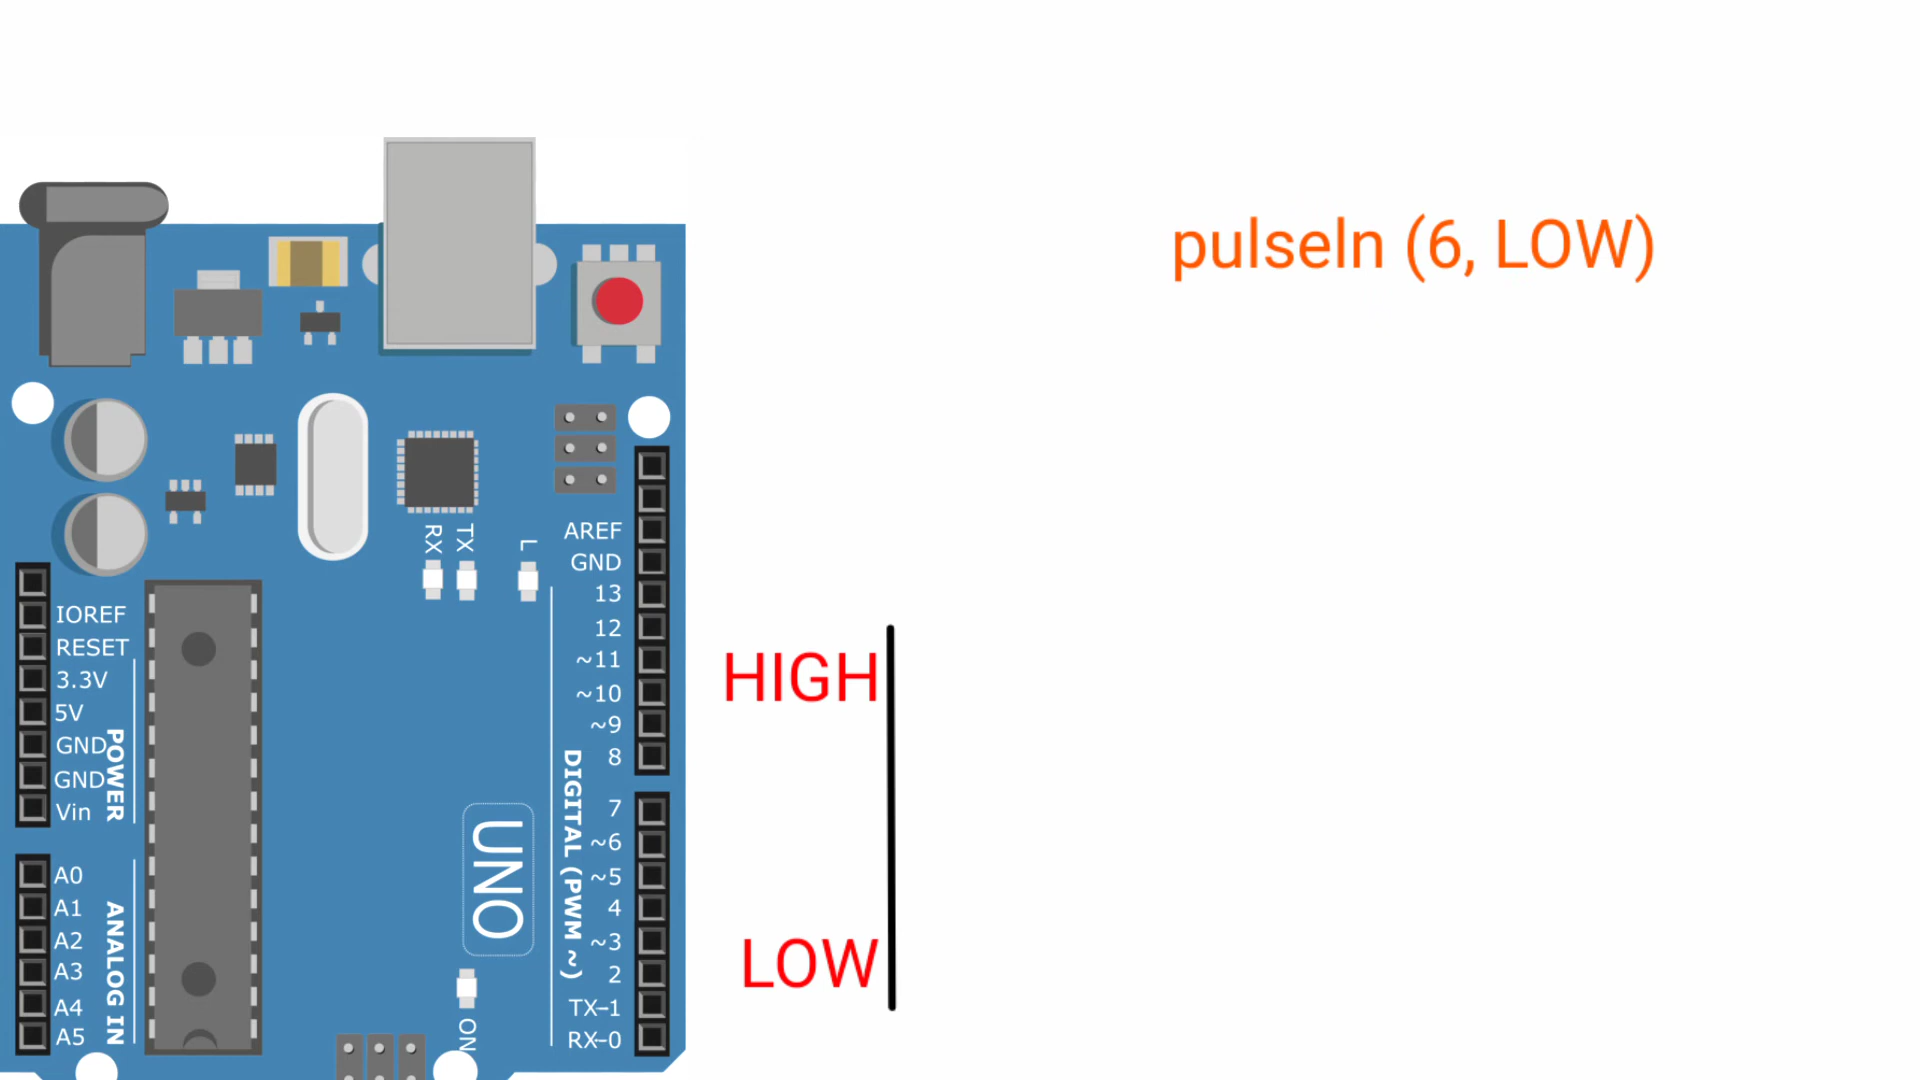 pulseIn (6, LOW)
RX
TX
L
AREF
GND
13
12
~11
~10
~9
8
7
~6
~5
4
~3
2
TX-1
RX-0
DIGITAL (PWM ~)
IOREF
RESET
3.3V
5V
GND
GND
Vin
POWER
A0
A1
A2
A3
A4
A5
ANALOG IN
UNO
ON
HIGH
LOW